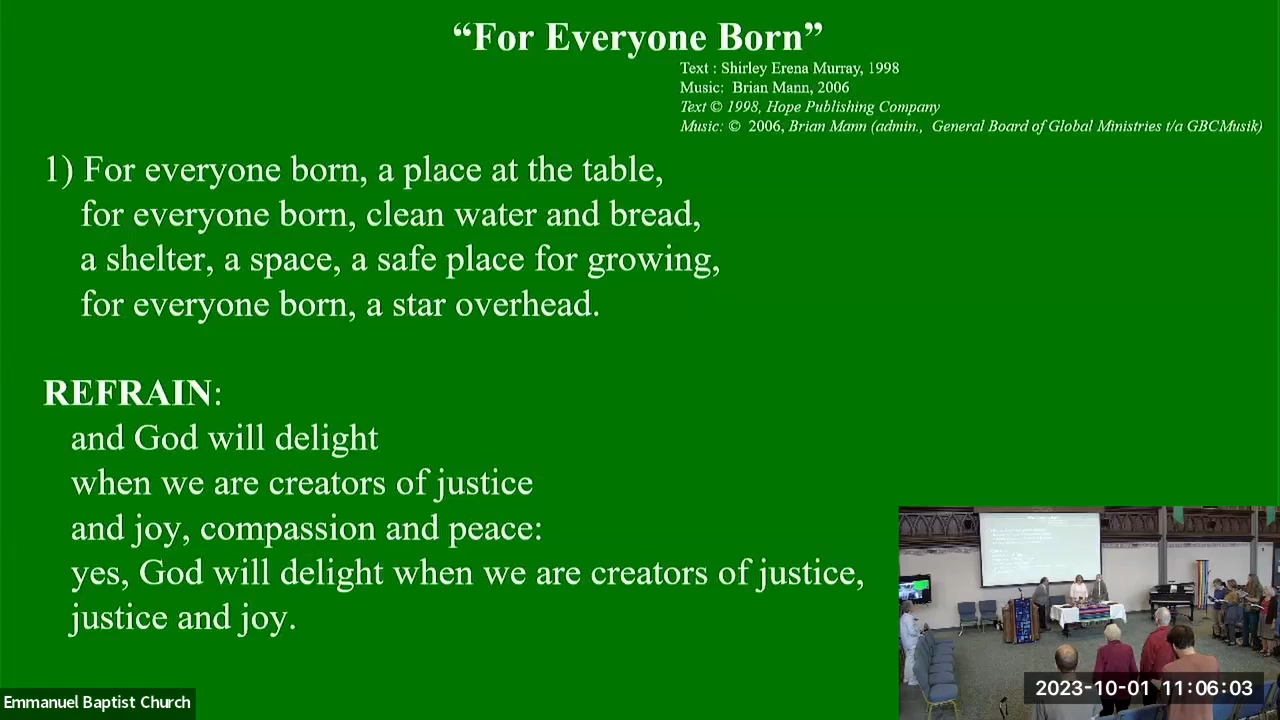 “For Everyone Born”
Text : Shirley Erena Murray, 1998
Music: Brian Mann, 2006
Text © 1998, Hope Publishing Company
Music: © 2006, Brian Mann (admin., General Board of Global Ministries t/a GBCMusik)
1) For everyone born, a place at the table,
for everyone born, clean water and bread,
a shelter, a space, a safe place for growing,
for everyone born, a star overhead.
REFRAIN:
and God will delight
when we are creators of justice
and joy, compassion and peace:
yes, God will delight when we are creators of justice,
justice and joy.
Emmanuel Baptist Church
2023-10-01 11:06:03